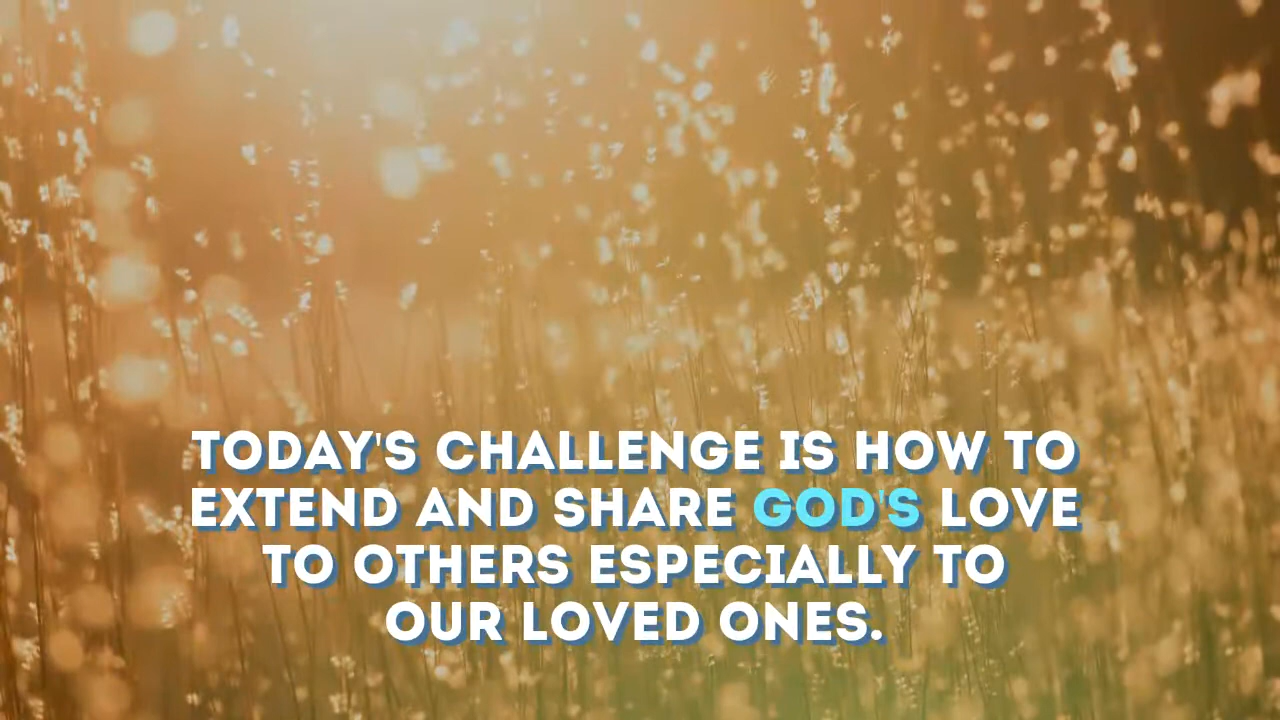 TODAY'S CHALLENGE IS HOW TO
EXTEND AND SHARE GOD'S LOVE
TO OTHERS ESPECIALLY TO
OUR LOVED ONES.